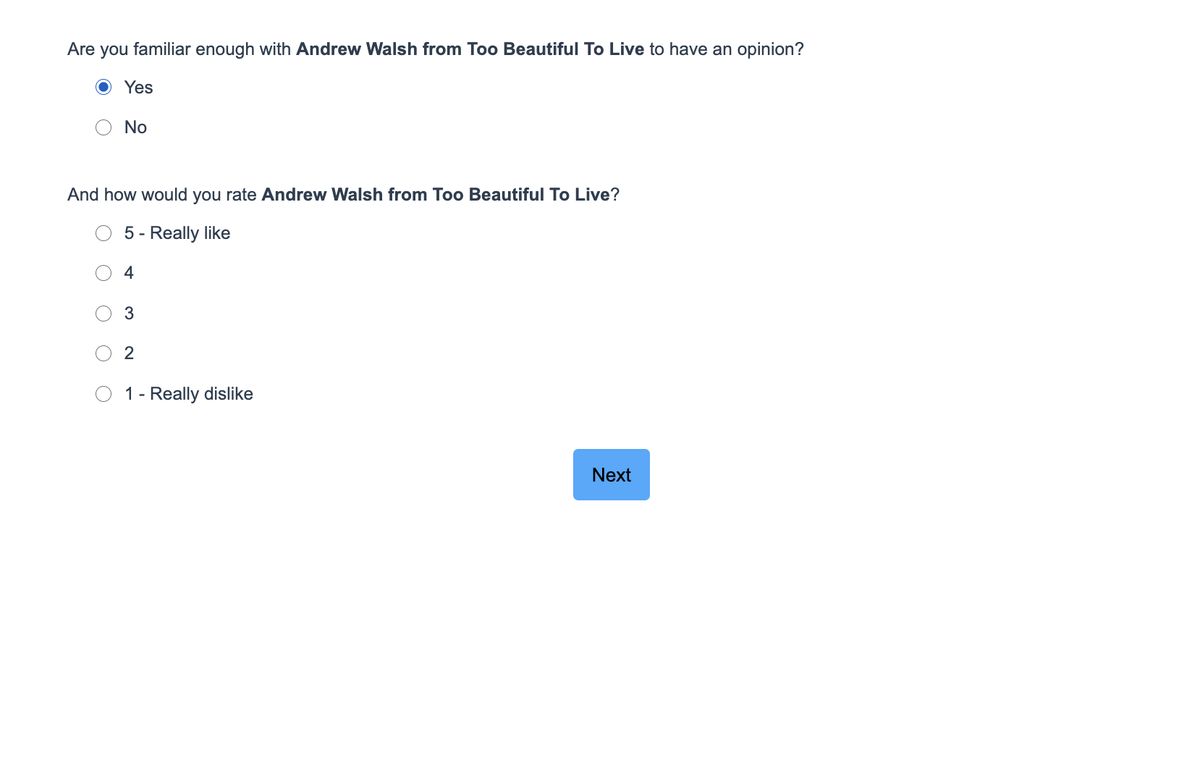 Are you familiar enough with Andrew Walsh from Too Beautiful To Live to have an opinion?
Yes
No
And how would you rate Andrew Walsh from Too Beautiful To Live?
5 - Really like
4
3
2
1 - Really dislike
Next